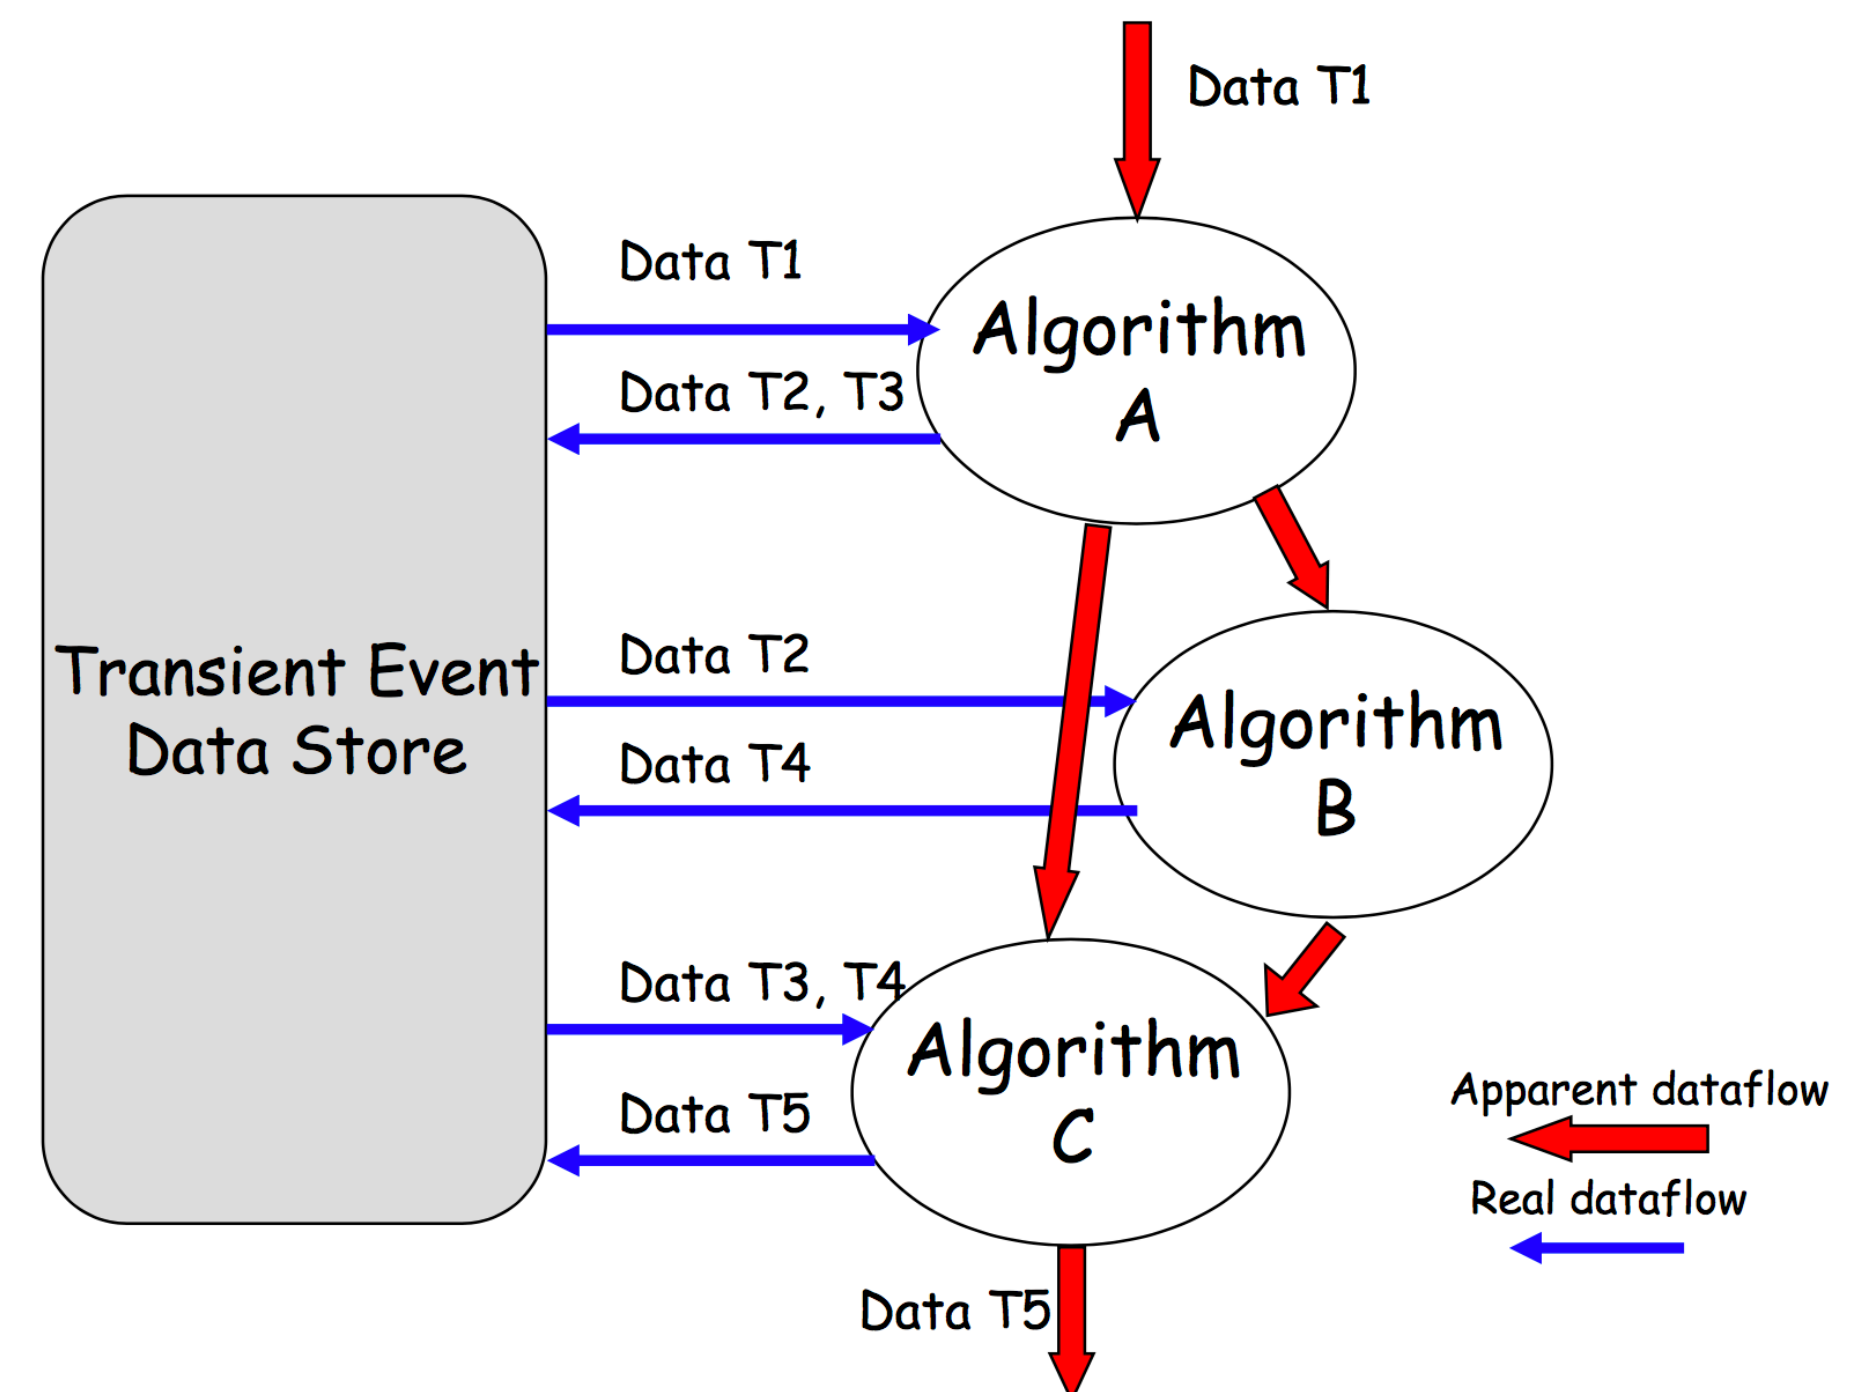 Data T1
Data T1
Algorithm
A
Data T2, T3
Transient Event
Data Store
Data T2
Algorithm
B
Data T4
Data T3, T4
Algorithm
C
Data T5
Apparent dataflow
Real dataflow
Data T5